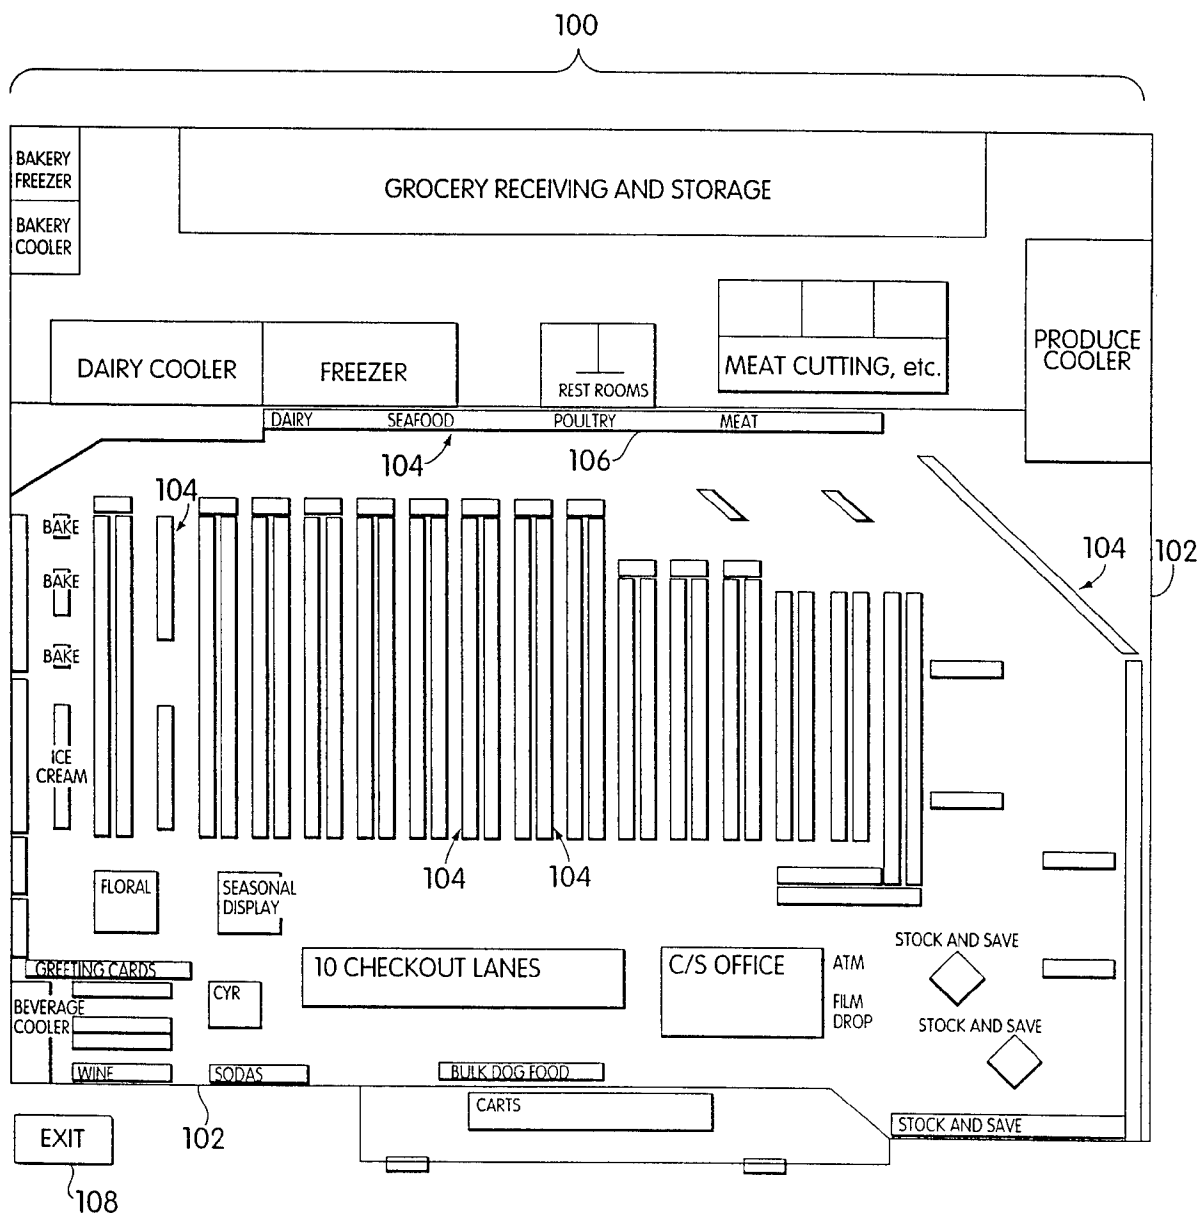 100
BAKERY
FREEZER
GROCERY RECEIVING AND STORAGE
BAKERY
COOLER
PRODUCE
COOLER
DAIRY COOLER
FREEZER
REST ROOMS
MEAT CUTTING, etc.
DAIRY SEAFOOD POULTRY MEAT
104
106
104
BAKE
104
102
BAKE
BAKE
ICE
CREAM
104
104
FLORAL
SEASONAL
DISPLAY
STOCK AND SAVE
GREETING CARDS
10 CHECKOUT LANES
C/S OFFICE
ATM
CYR
FILM
DROP
BEVERAGE
COOLER
STOCK AND SAVE
WINE
SODAS
BULK DOG FOOD
CARTS
STOCK AND SAVE
EXIT
102
108